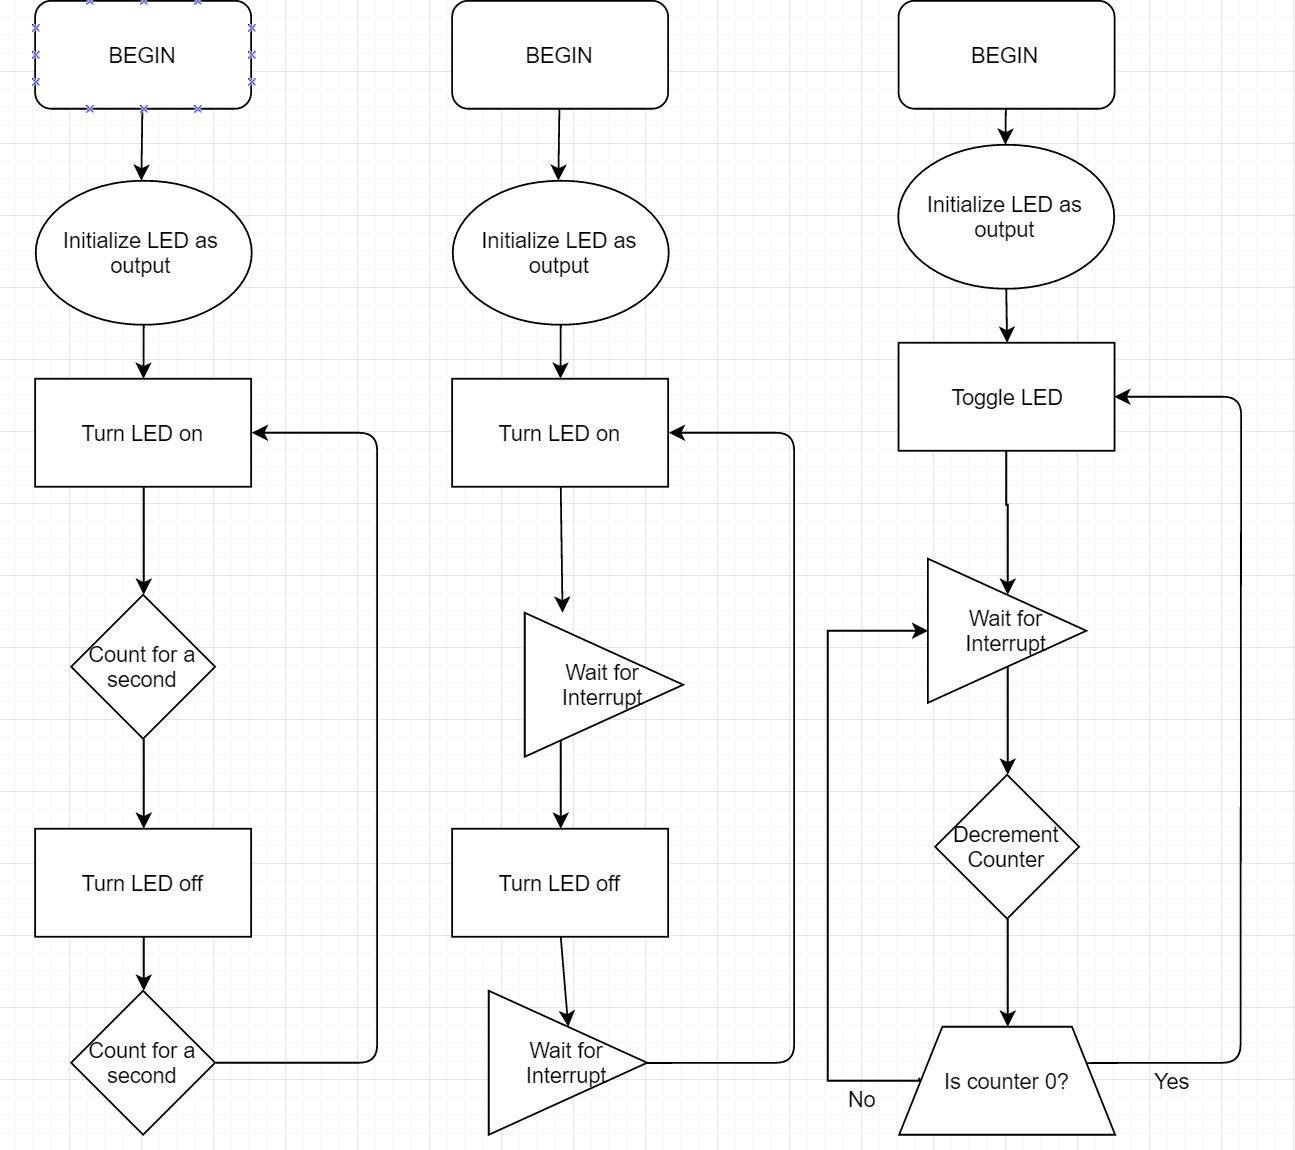 BEGIN
Initialize LED as
output
Turn LED on
Count for a
second
Turn LED off
Count for a
second
BEGIN
Initialize LED as
output
Turn LED on
Wait for
Interrupt
Turn LED off
Wait for
Interrupt
BEGIN
Initialize LED as
output
Toggle LED
Wait for
Interrupt
Decrement
Counter
Is counter 0?
No
Yes